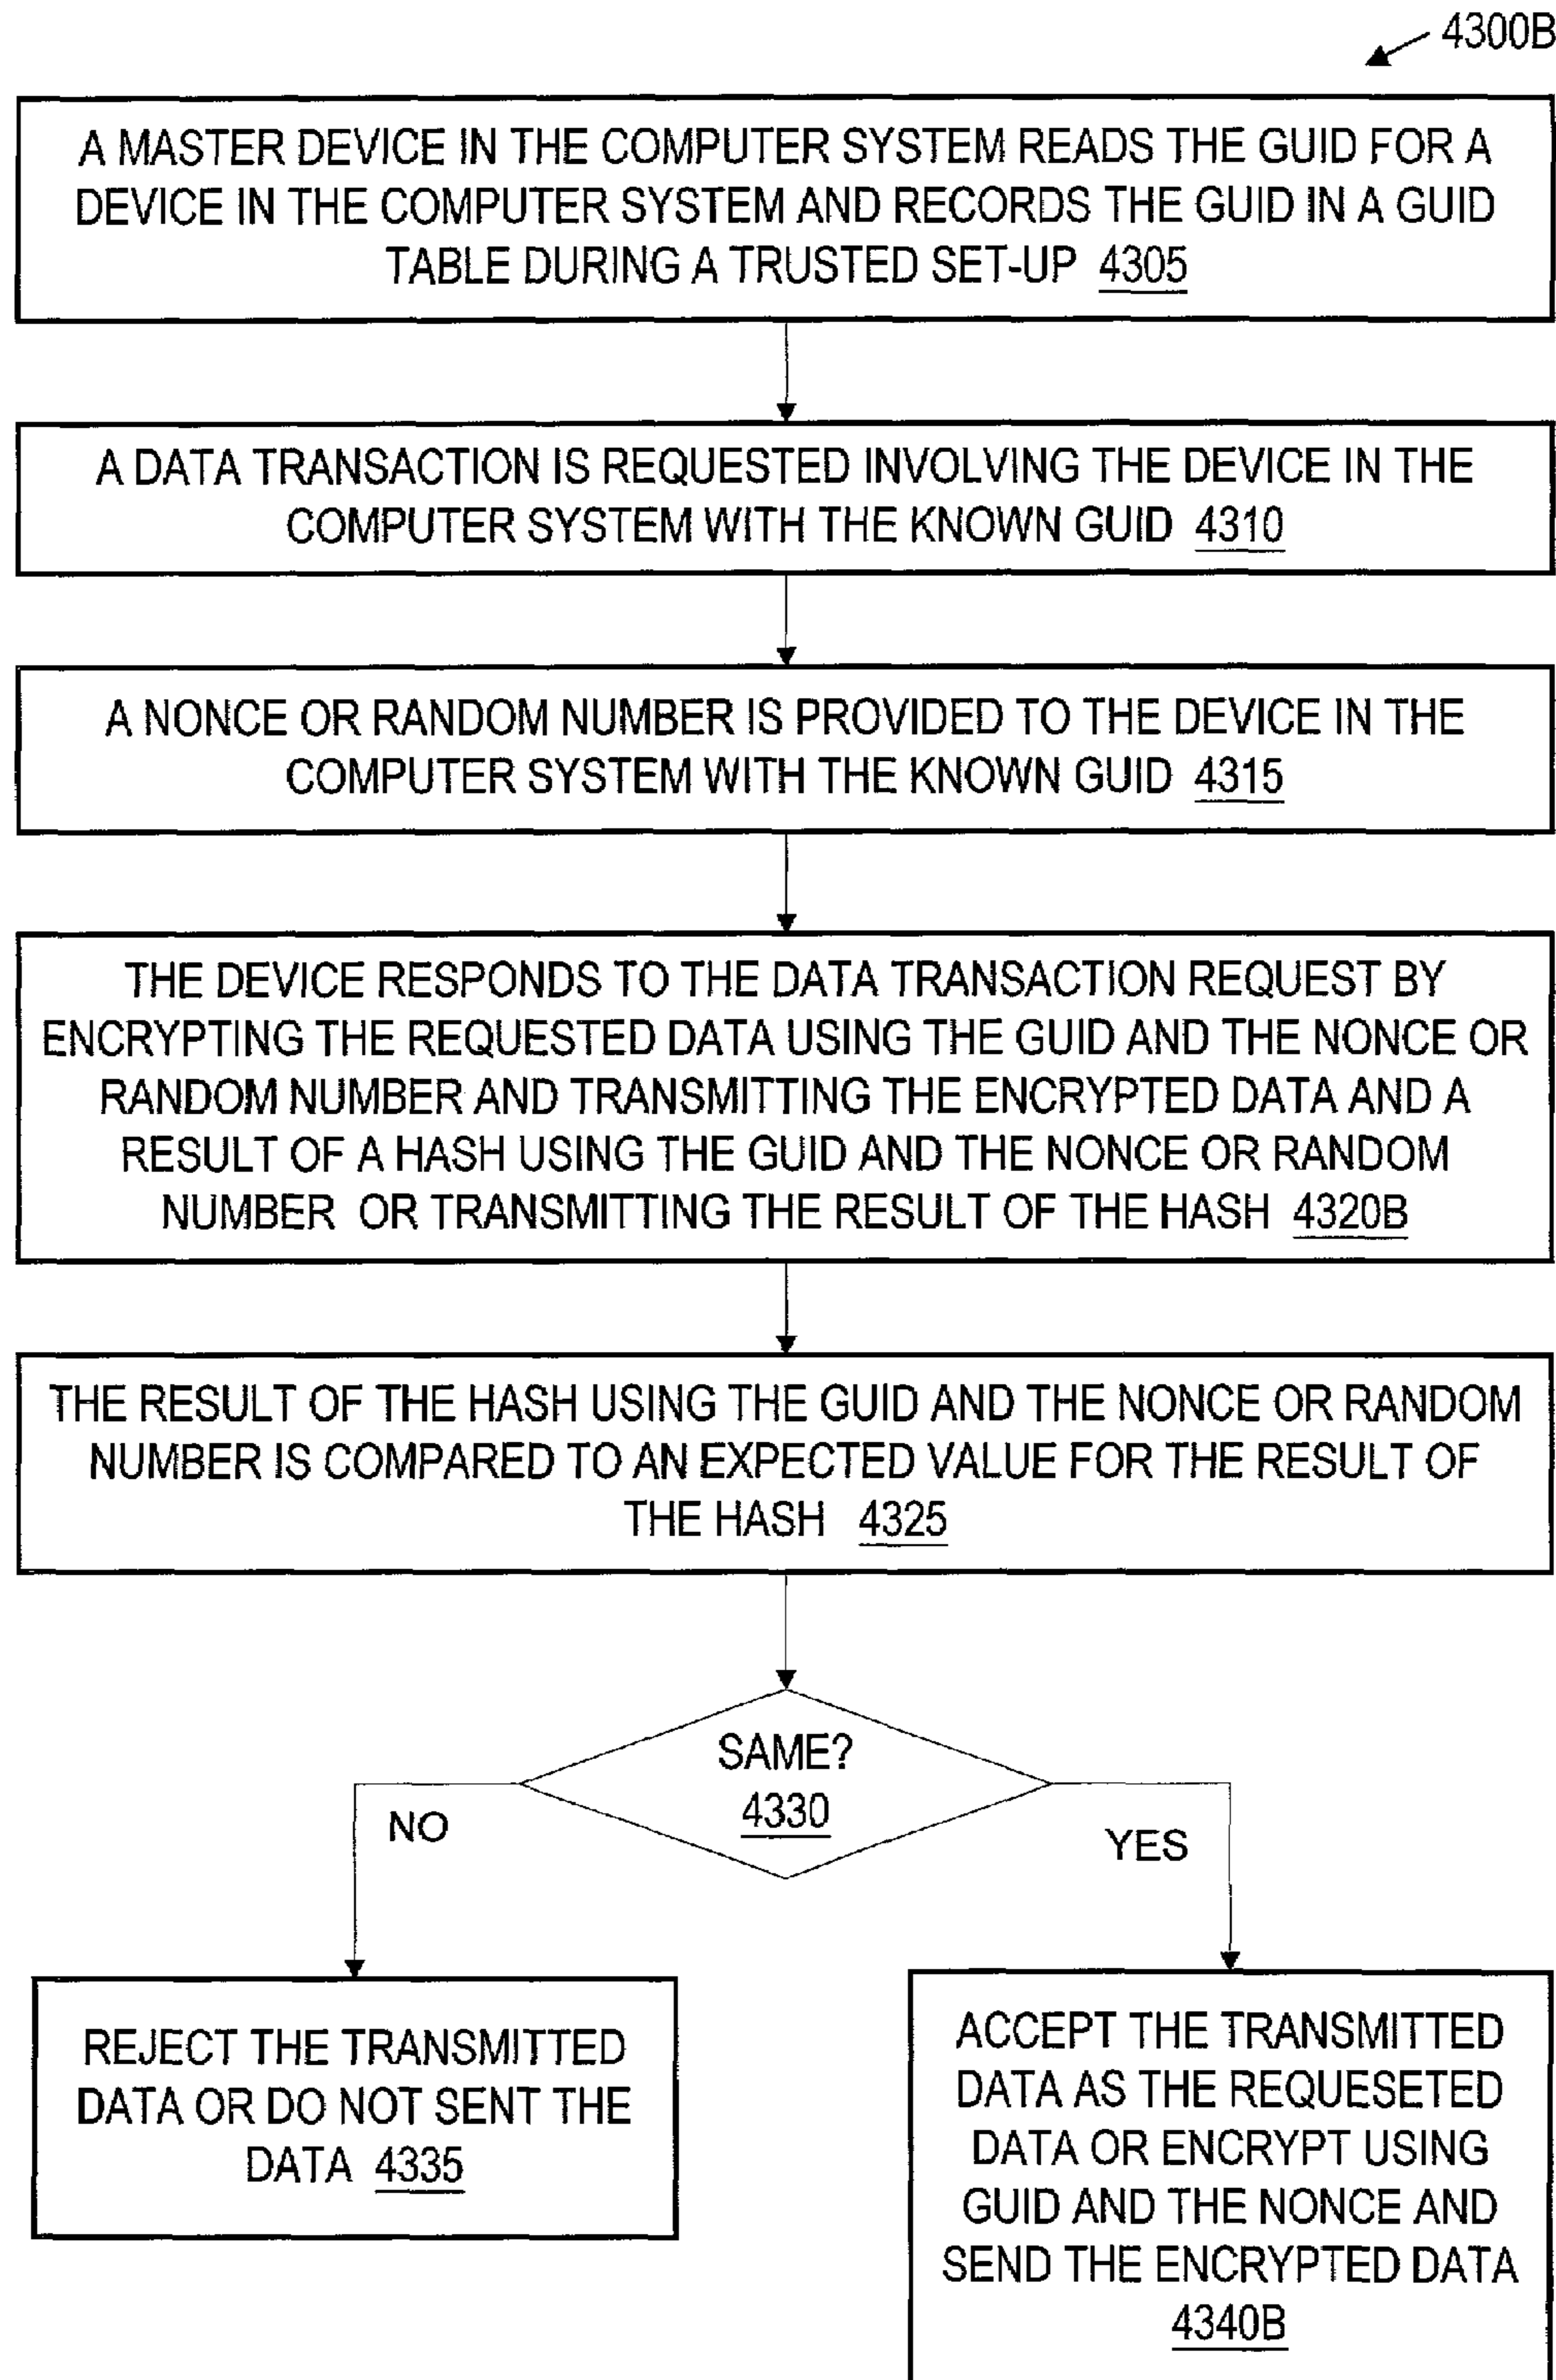 4300B
A MASTER DEVICE IN THE COMPUTER SYSTEM READS THE GUID FOR A
DEVICE IN THE COMPUTER SYSTEM AND RECORDS THE GUID IN A GUID
TABLE DURING A TRUSTED SET-UP 4305
A DATA TRANSACTION IS REQUESTED INVOLVING THE DEVICE IN THE
COMPUTER SYSTEM WITH THE KNOWN GUID 4310
A NONCE OR RANDOM NUMBER IS PROVIDED TO THE DEVICE IN THE
COMPUTER SYSTEM WITH THE KNOWN GUID 4315
THE DEVICE RESPONDS TO THE DATA TRANSACTION REQUEST BY
ENCRYPTING THE REQUESTED DATA USING THE GUID AND THE NONCE OR
RANDOM NUMBER AND TRANSMITTING THE ENCRYPTED DATA AND A
RESULT OF A HASH USING THE GUID AND THE NONCE OR RANDOM
NUMBER OR TRANSMITTING THE RESULT OF THE HASH 4320B
THE RESULT OF THE HASH USING THE GUID AND THE NONCE OR RANDOM
NUMBER IS COMPARED TO AN EXPECTED VALUE FOR THE RESULT OF
THE HASH 4325
SAME?
4330
NO
YES
REJECT THE TRANSMITTED
DATA OR DO NOT SENT THE
DATA 4335
ACCEPT THE TRANSMITTED
DATA AS THE REQUESETED
DATA OR ENCRYPT USING
GUID AND THE NONCE AND
SEND THE ENCRYPTED DATA
4340B